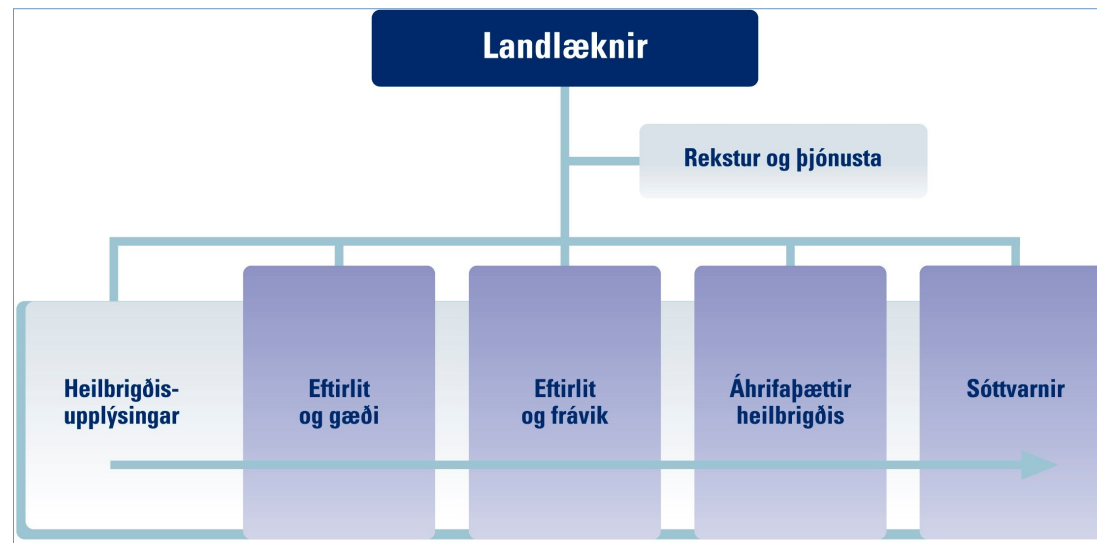 Landlæknir
Rekstur og þjónusta
Heilbrigðis-
upplýsingar
Eftirlit
og gæði
Eftirlit
og frávik
Áhrifaþættir
heilbrigðis
Sóttvarnir